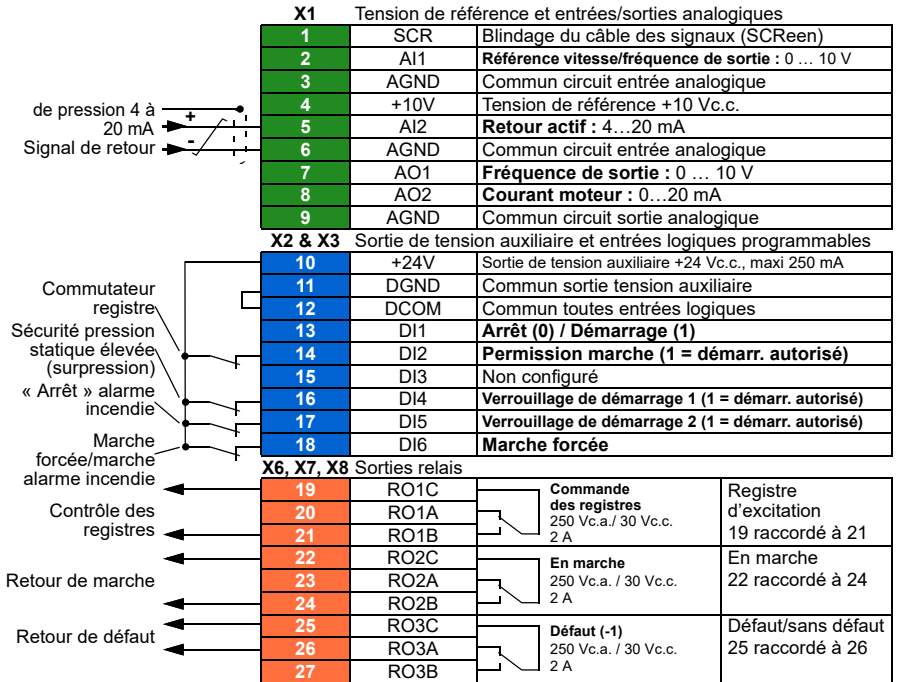 X1 Tension de référence et entrées/sorties analogiques
1 SCR Blindage du câble des signaux (SCReen)
2 AI1 Référence vitesse/fréquence de sortie : 0 … 10 V
3 AGND Commun circuit entrée analogique
4 +10V Tension de référence +10 Vc.c.
5 AI2 Retour actif : 4…20 mA
6 AGND Commun circuit entrée analogique
7 AO1 Fréquence de sortie : 0 … 10 V
8 AO2 Courant moteur : 0…20 mA
9 AGND Commun circuit sortie analogique
de pression 4 à
20 mA
Signal de retour
+
-
X2 & X3 Sortie de tension auxiliaire et entrées logiques programmables
10 +24V Sortie de tension auxiliaire +24 Vc.c., maxi 250 mA
11 DGND Commun sortie tension auxiliaire
12 DCOM Commun toutes entrées logiques
13 DI1 Arrêt (0) / Démarrage (1)
14 DI2 Permission marche (1 = démarr. autorisé)
15 DI3 Non configuré
16 DI4 Verrouillage de démarrage 1 (1 = démarr. autorisé)
17 DI5 Verrouillage de démarrage 2 (1 = démarr. autorisé)
18 DI6 Marche forcée
Commutateur
registre
Sécurité pression
statique élevée
(surpression)
« Arrêt » alarme
incendie
Marche
forcée/marche
alarme incendie
X6, X7, X8 Sorties relais
19 RO1C
20 RO1A
21 RO1B
Commande
des registres
250 Vc.a./ 30 Vc.c.
2 A
Registre
d’excitation
19 raccordé à 21
Contrôle des
registres
22 RO2C
23 RO2A
24 RO2B
En marche
250 Vc.a. / 30 Vc.c.
2 A
En marche
22 raccordé à 24
Retour de marche
25 RO3C
26 RO3A
27 RO3B
Défaut (-1)
250 Vc.a. / 30 Vc.c.
2 A
Défaut/sans défaut
25 raccordé à 26
Retour de défaut